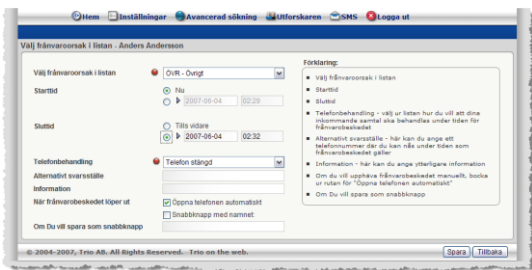 Hem Inställningar Avancerad sökning Utforskaren SMS Logga ut
Välj frånvaroorsak i listan - Anders Andersson
Välj frånvaroorsak i listan
ÖVR - Övrigt
Starttid
Nu
2007-06-04 02:28
Sluttid
Tills vidare
2007-06-04 02:32
Telefonbehandling
Telefon stängd
Alternativt svarsställe
Information
När frånvarobeskedet löper ut
Öppna telefonen automatiskt
Snabbknapp med namnet:
Om Du vill spara som snabbknapp
Förklaring:
Välj frånvaroorsak i listan
Starttid
Sluttid
Telefonbehandling - välj ur listan hur du vill att dina
inkommande samtal ska behandlas under tiden för
frånvarobeskedet
Alternativt svarsställe - här kan du ange ett
telefonnummer där du kan nås under tiden som
frånvarobeskedet gäller
Information - här kan du ange ytterligare information
Om du vill upphäva frånvarobeskedet manuellt, bocka
ur rutan för "Öppna telefonen automatiskt"
Om Du vill spara som snabbknapp
© 2004-2007, Trio AB. All Rights Reserved. Trio on the web.
Spara Tillbaka